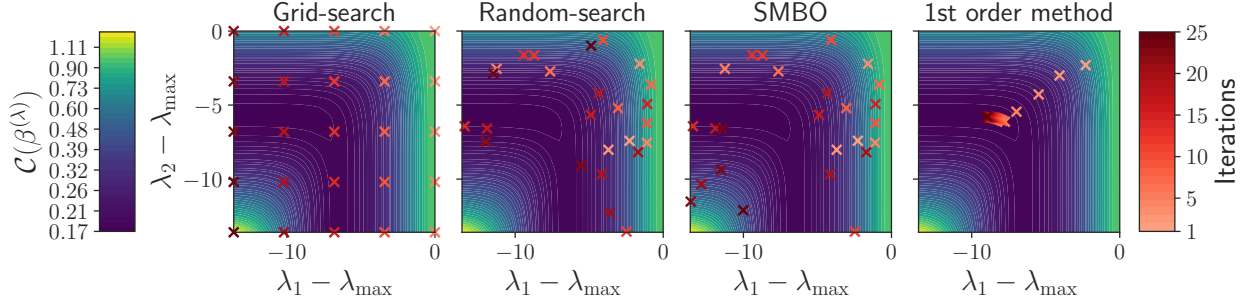 Grid-search
Random-search
SMBO
1st order method
𝒞(β^(λ))
1.11
0.90
0.73
0.60
0.48
0.39
0.32
0.26
0.21
0.17
λ₂ − λ_max
0
−5
−10
−10
0
λ₁ − λ_max
−10
0
λ₁ − λ_max
−10
0
λ₁ − λ_max
−10
0
λ₁ − λ_max
25
20
15
10
5
1
Iterations